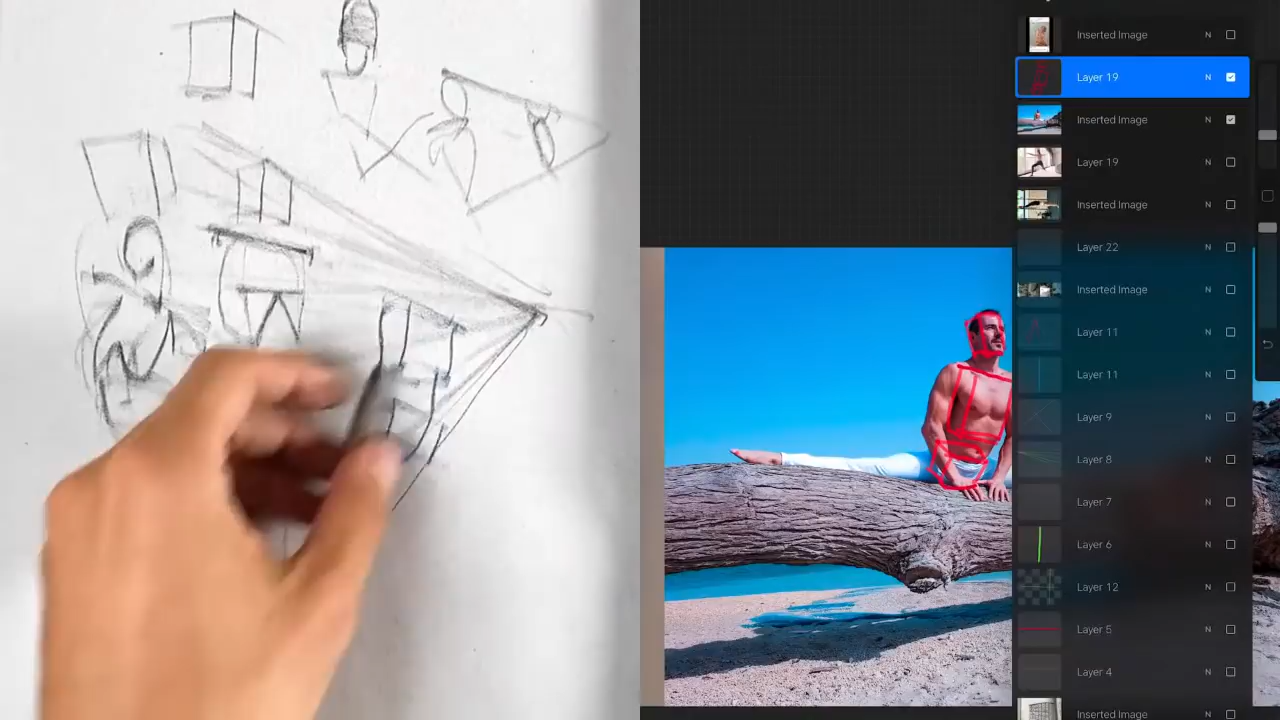 Inserted Image N
Layer 19 N
Inserted Image N
Layer 19 N
Inserted Image N
Layer 22 N
Inserted Image N
Layer 11 N
Layer 11 N
Layer 9 N
Layer 8 N
Layer 7 N
Layer 6 N
Layer 12 N
Layer 5 N
Layer 4 N
Inserted Image N